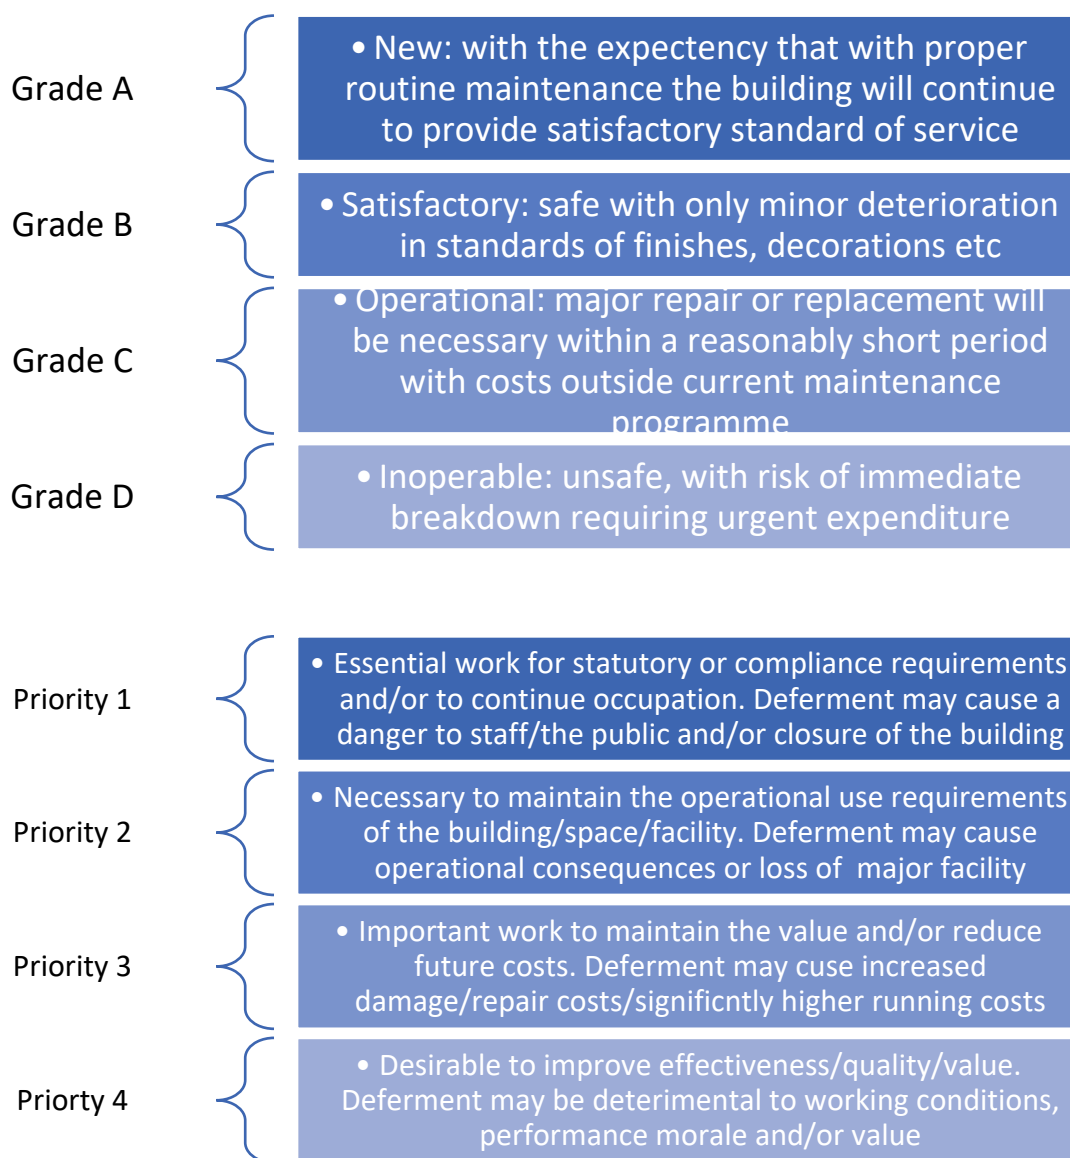 Grade A
• New: with the expectency that with proper
routine maintenance the building will continue
to provide satisfactory standard of service
Grade B
• Satisfactory: safe with only minor deterioration
in standards of finishes, decorations etc
Grade C
• Operational: major repair or replacement will
be necessary within a reasonably short period
with costs outside current maintenance
programme
Grade D
• Inoperable: unsafe, with risk of immediate
breakdown requiring urgent expenditure
Priority 1
• Essential work for statutory or compliance requirements
and/or to continue occupation. Deferment may cause a
danger to staff/the public and/or closure of the building
Priority 2
• Necessary to maintain the operational use requirements
of the building/space/facility. Deferment may cause
operational consequences or loss of major facility
Priority 3
• Important work to maintain the value and/or reduce
future costs. Deferment may cuse increased
damage/repair costs/significntly higher running costs
Priorty 4
• Desirable to improve effectiveness/quality/value.
Deferment may be deterimental to working conditions,
performance morale and/or value